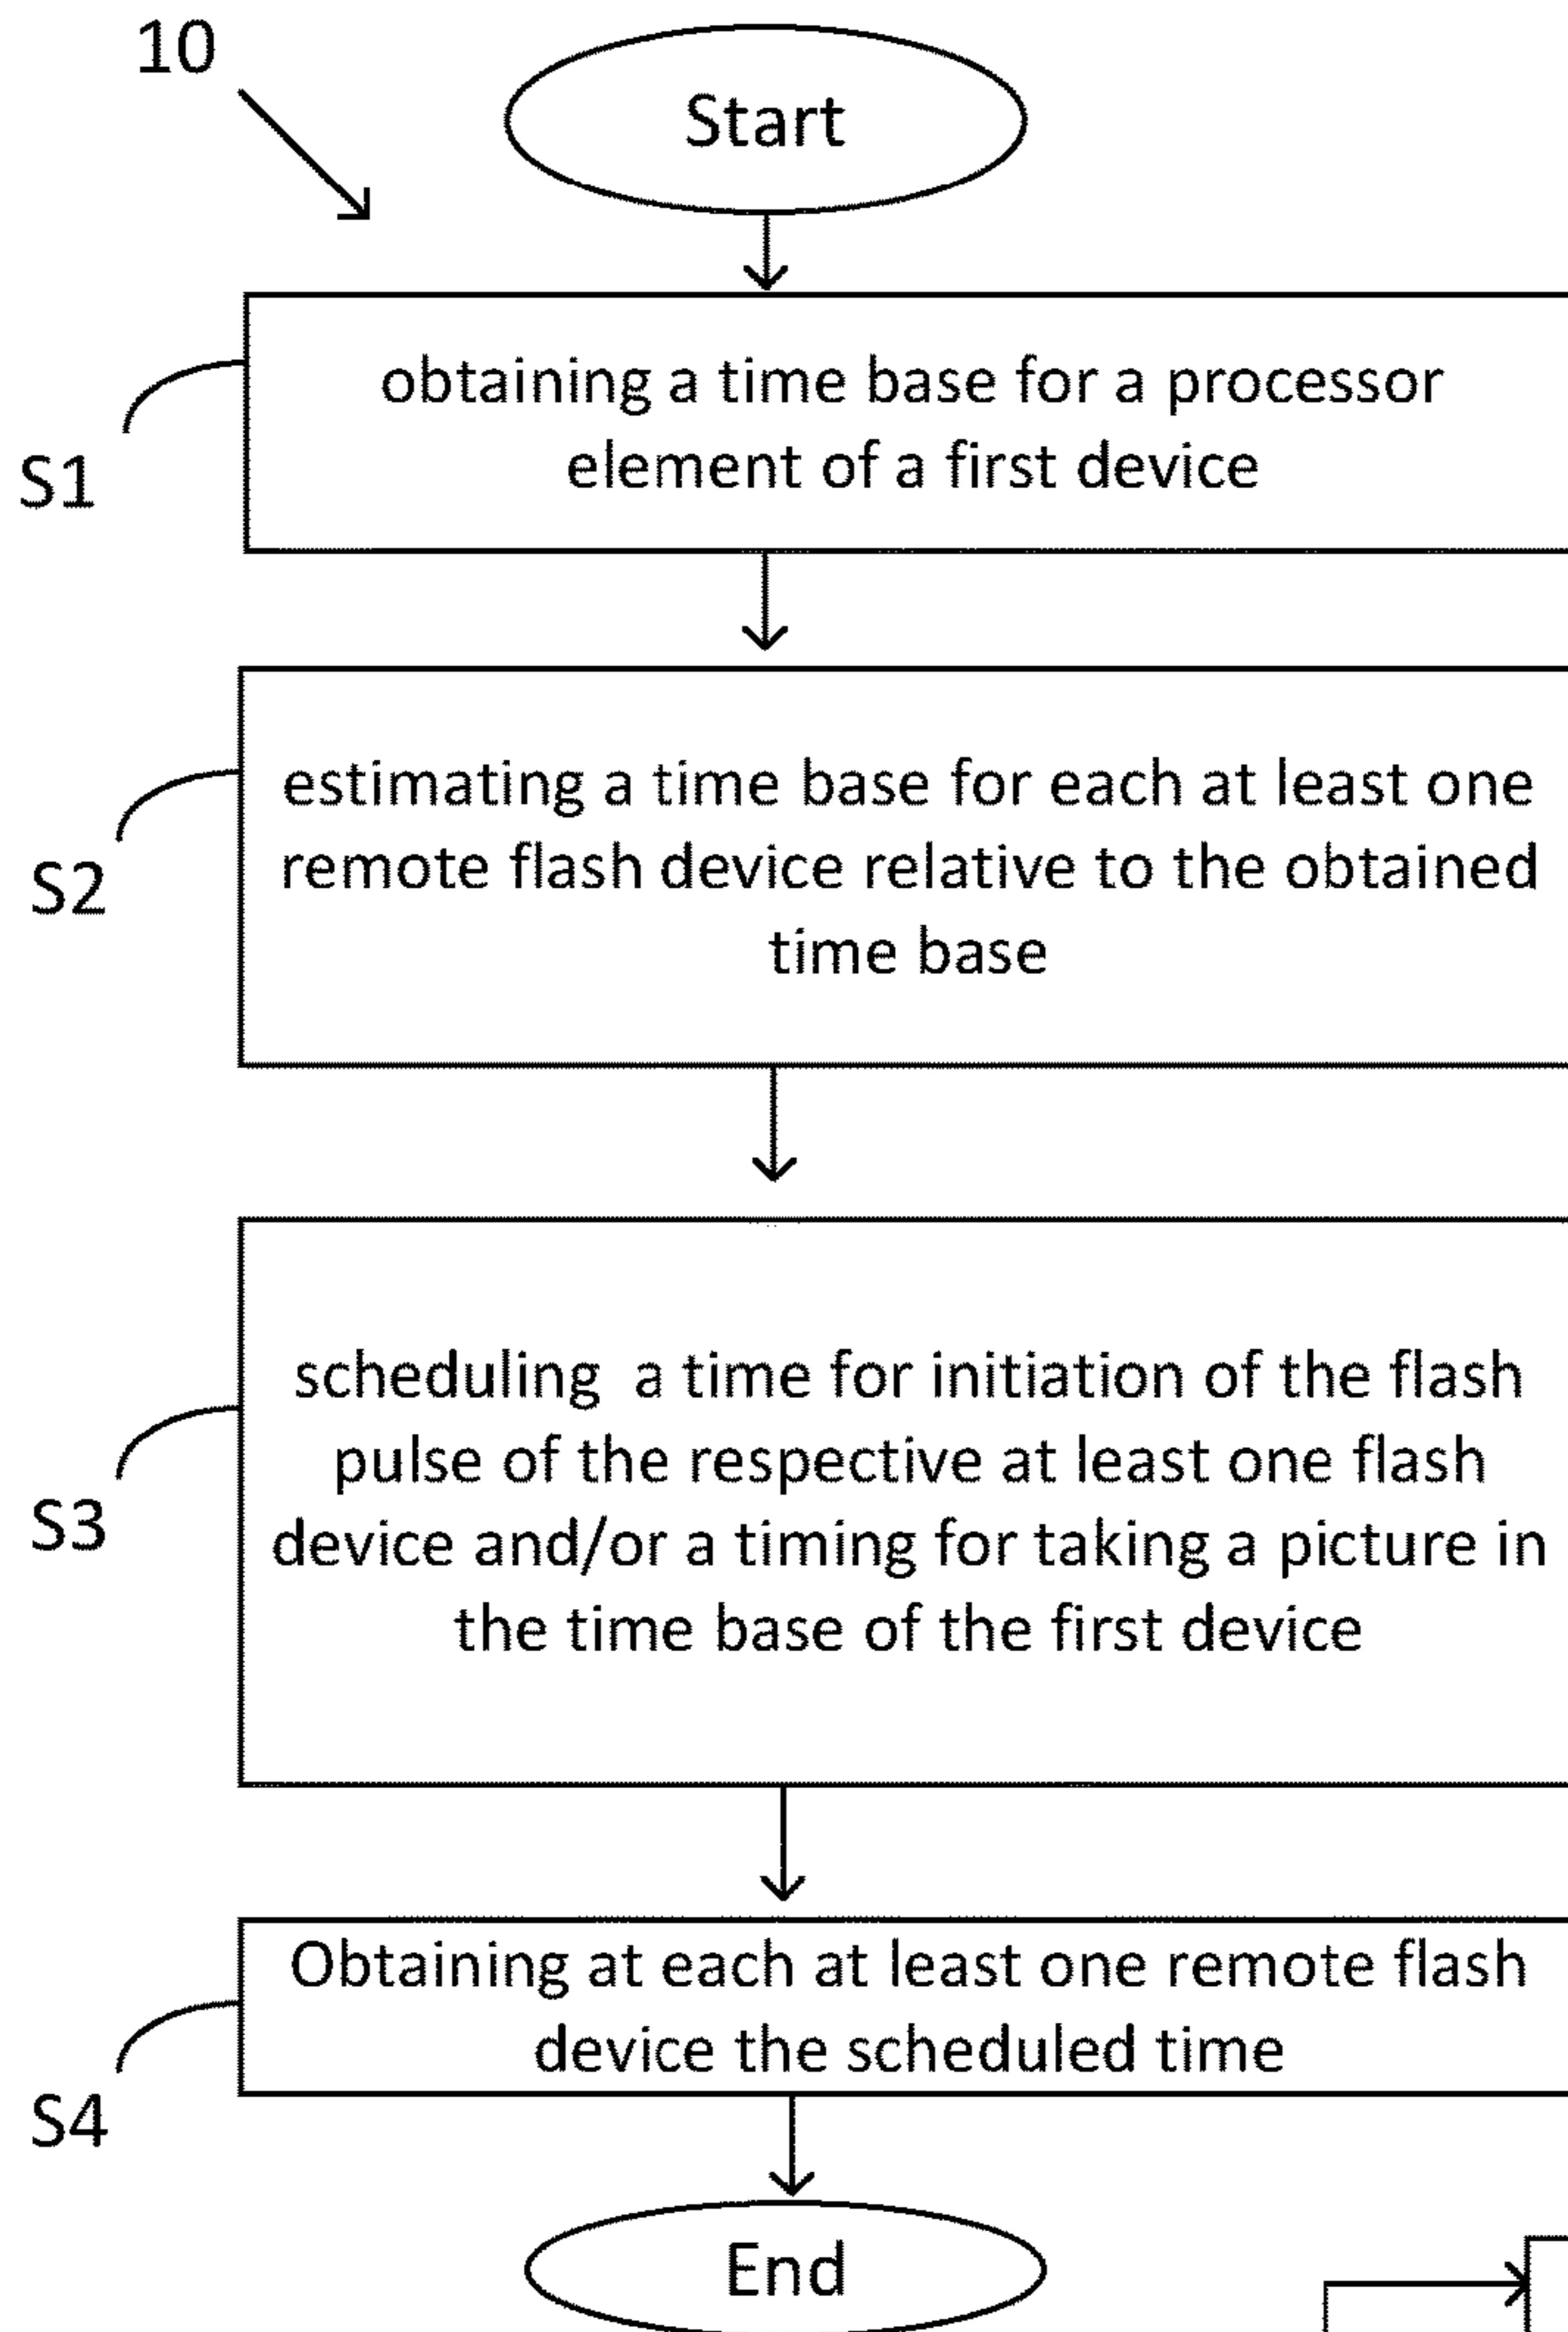 10
Start
obtaining a time base for a processor
element of a first device
S1
estimating a time base for each at least one
remote flash device relative to the obtained
time base
S2
scheduling a time for initiation of the flash
pulse of the respective at least one flash
device and/or a timing for taking a picture in
the time base of the first device
S3
Obtaining at each at least one remote flash
device the scheduled time
S4
End